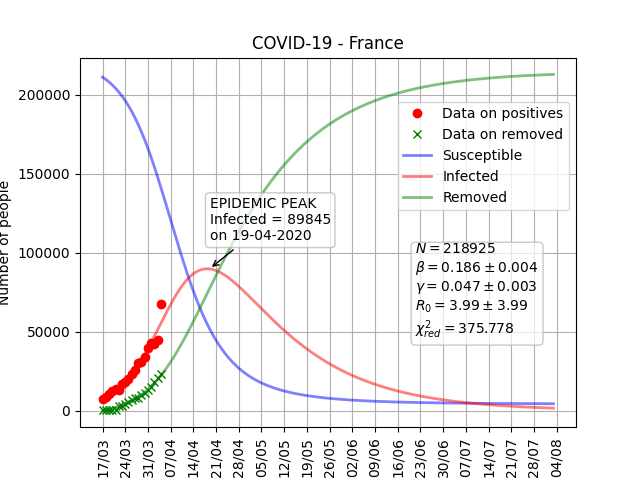 COVID-19 - France
Number of people
200000
150000
100000
50000
0
Data on positives
Data on removed
Susceptible
Infected
Removed
EPIDEMIC PEAK
Infected = 89845
on 19-04-2020
N = 218925
β = 0.186 ± 0.004
γ = 0.047 ± 0.003
R₀ = 3.99 ± 3.99
χ²_red = 375.778
17/03
24/03
31/03
07/04
14/04
21/04
28/04
05/05
12/05
19/05
26/05
02/06
09/06
16/06
23/06
30/06
07/07
14/07
21/07
28/07
04/08